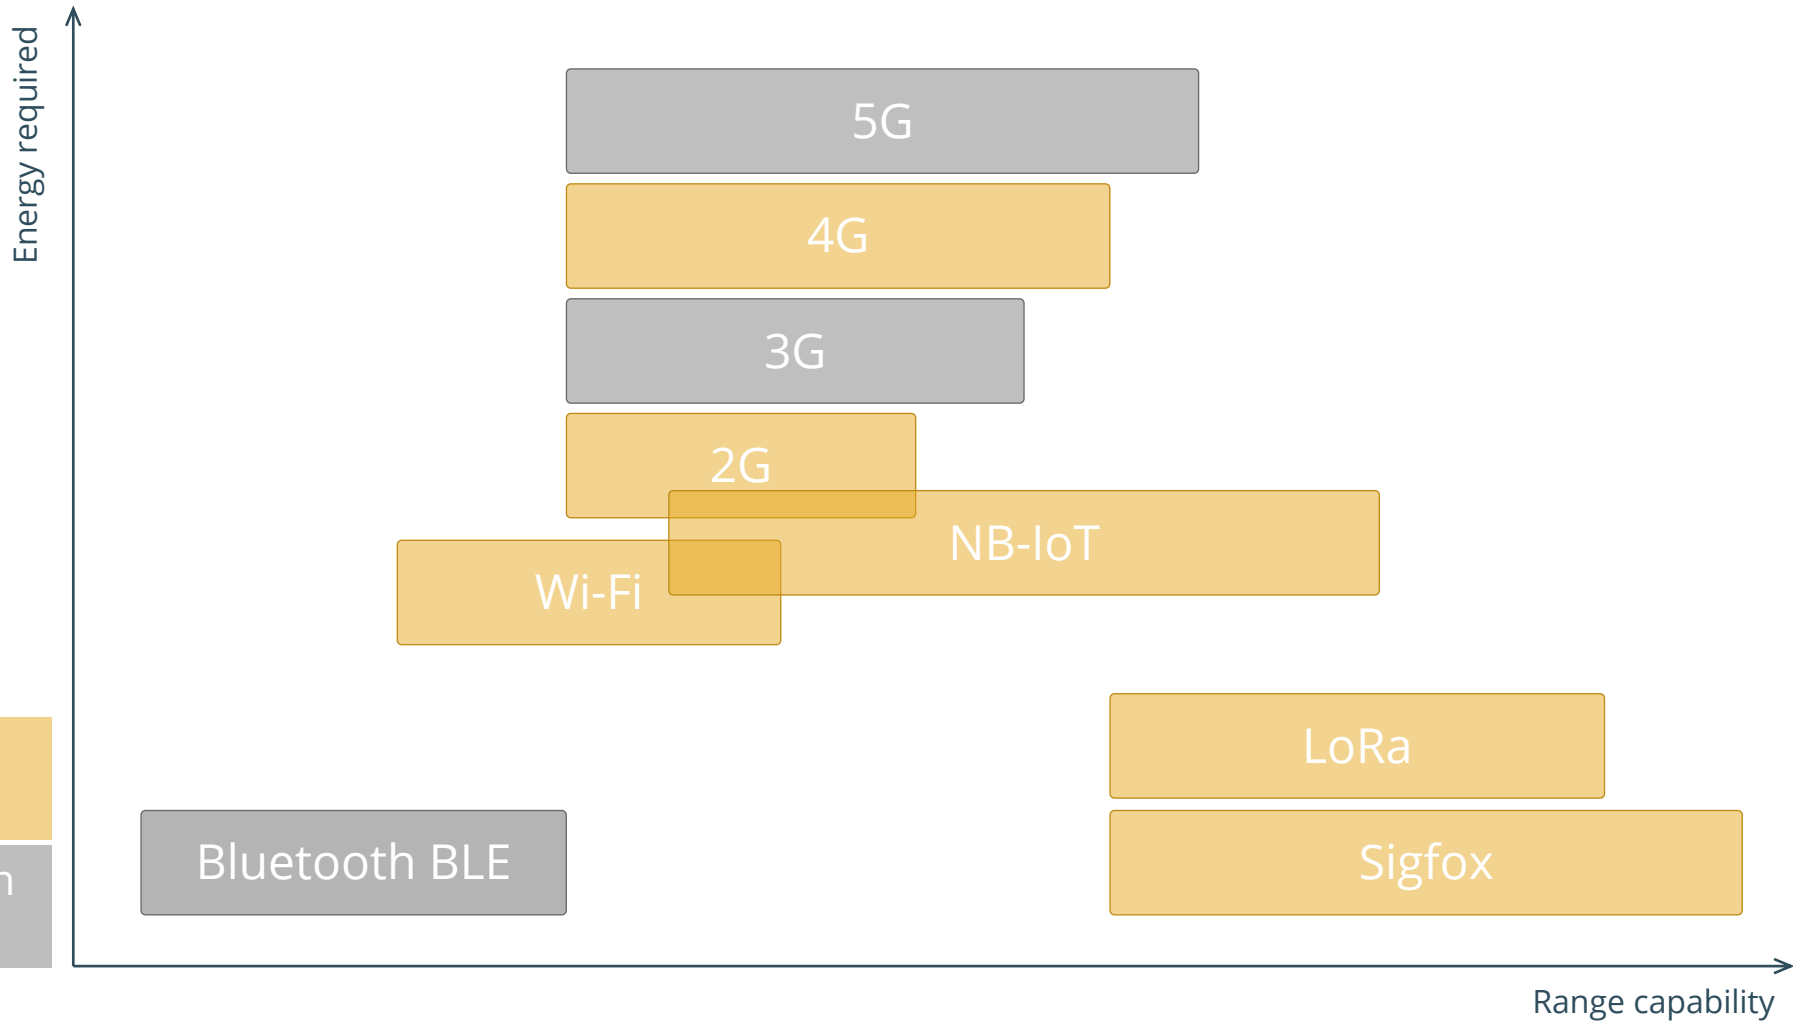 Energy required
5G
4G
3G
2G
NB-IoT
Wi-Fi
LoRa
Bluetooth BLE
Sigfox
Range capability